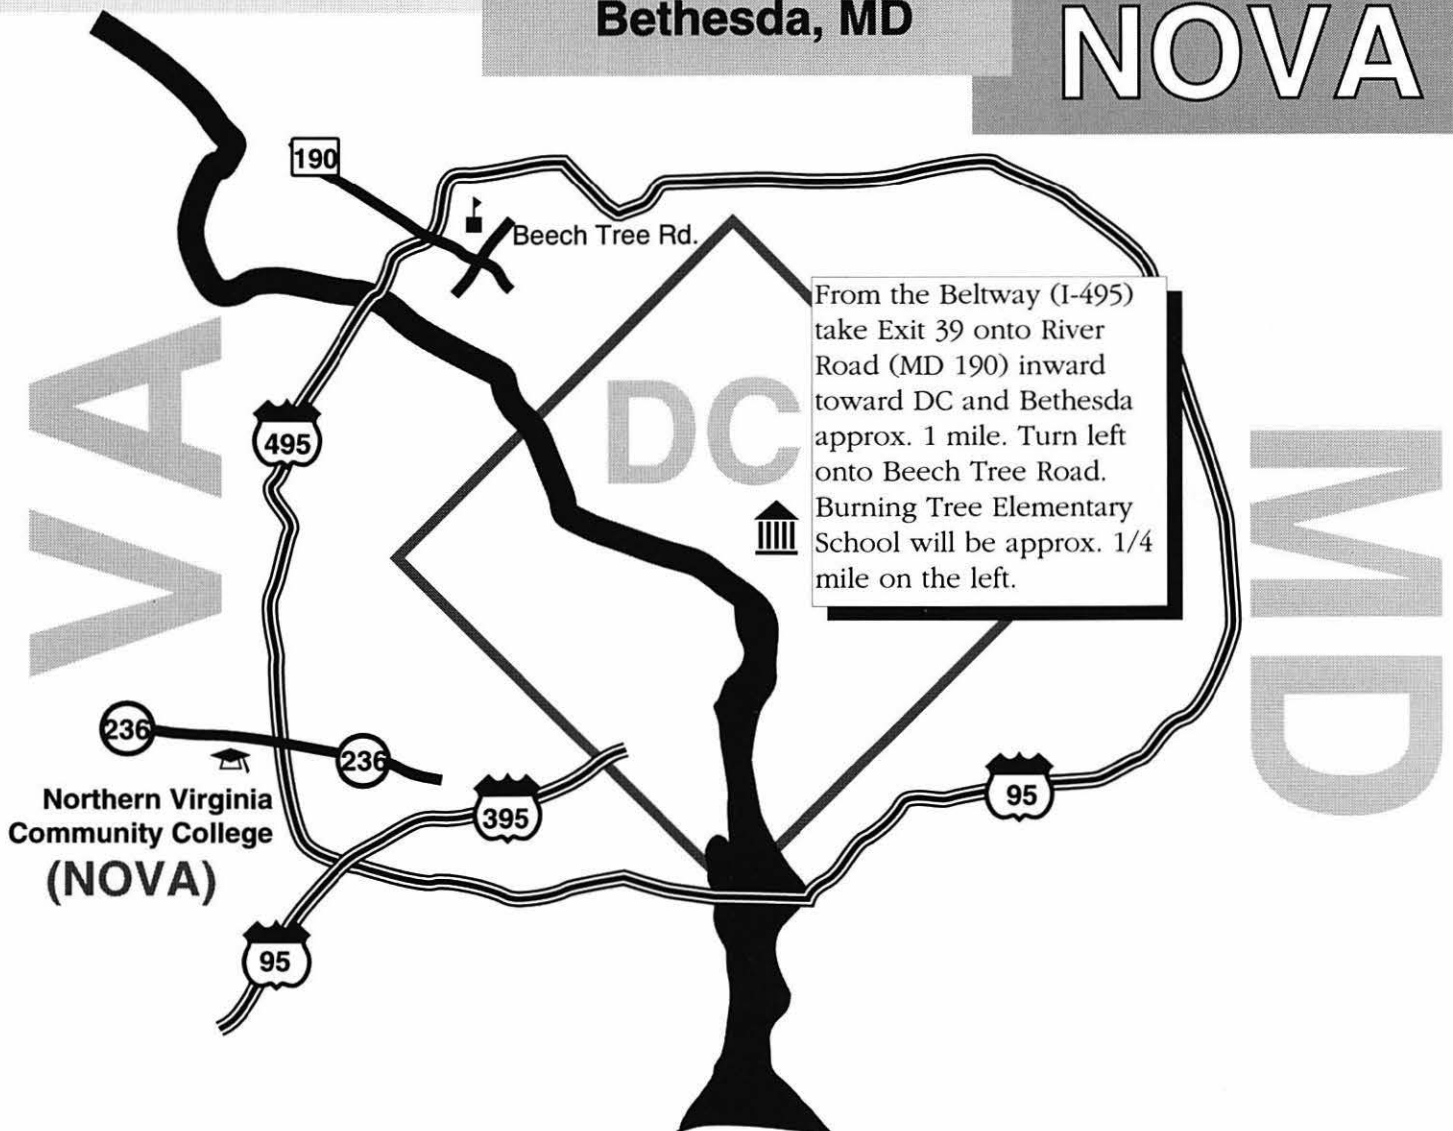 Bethesda, MD
NOVA
190
Beech Tree Rd.
From the Beltway (I-495)
take Exit 39 onto River
Road (MD 190) inward
toward DC and Bethesda
approx. 1 mile. Turn left
onto Beech Tree Road.
Burning Tree Elementary
School will be approx. 1/4
mile on the left.
DC
VA
MD
495
236
236
Northern Virginia
Community College
(NOVA)
395
95
95